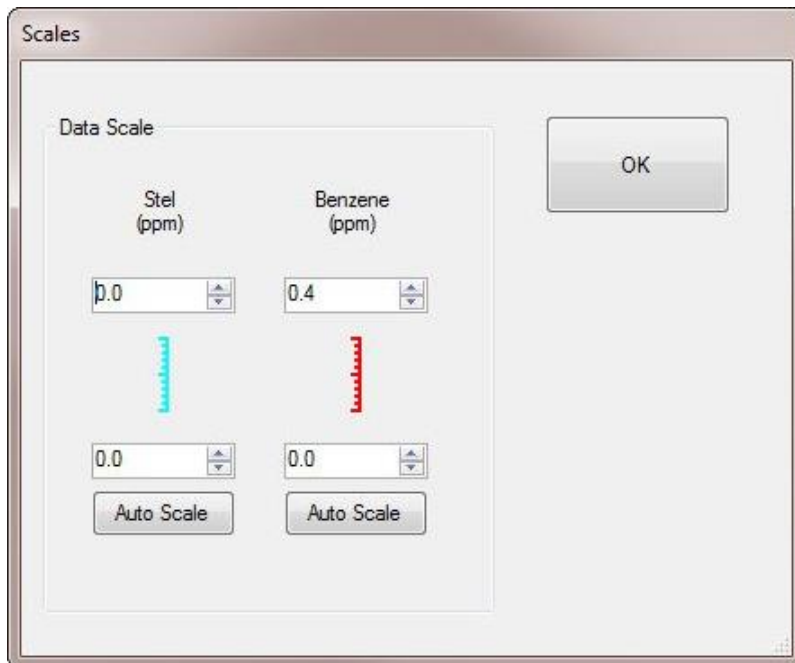 Scales
Data Scale
OK
Stel
(ppm)
Benzene
(ppm)
0.0
0.4
0.0
0.0
Auto Scale
Auto Scale